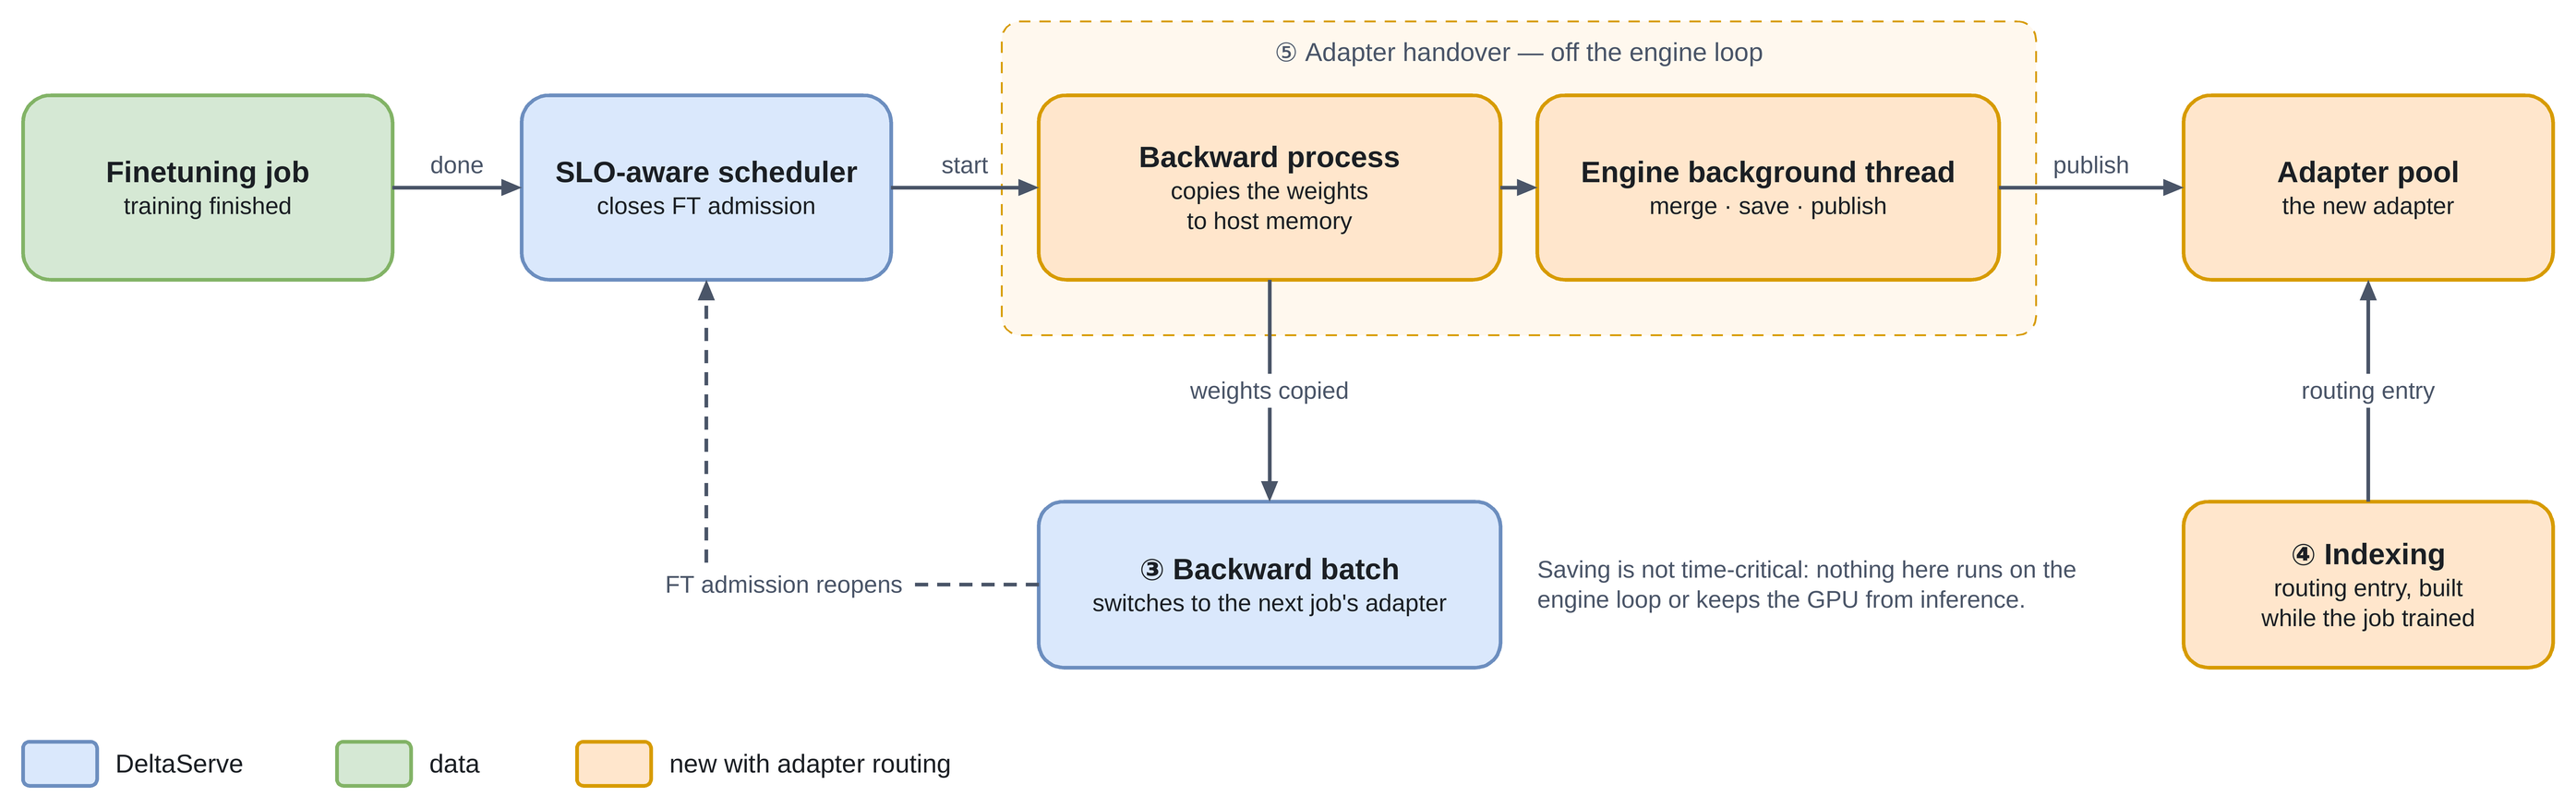 ⑤ Adapter handover — off the engine loop
Finetuning job
training finished
done
SLO-aware scheduler
closes FT admission
start
Backward process
copies the weights
to host memory
Engine background thread
merge · save · publish
publish
Adapter pool
the new adapter
weights copied
routing entry
FT admission reopens
③ Backward batch
switches to the next job's adapter
Saving is not time-critical: nothing here runs on the
engine loop or keeps the GPU from inference.
④ Indexing
routing entry, built
while the job trained
DeltaServe
data
new with adapter routing